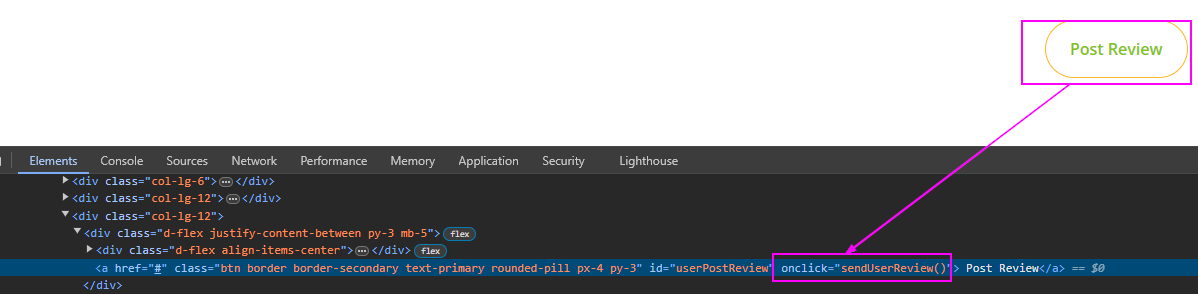 Post Review
Elements Console Sources Network Performance Memory Application Security Lighthouse
<div class="col-lg-6"> ••• </div>
<div class="col-lg-12"> ••• </div>
<div class="col-lg-12">
<div class="d-flex justify-content-between py-3 mb-5"> flex
<div class="d-flex align-items-center"> ••• </div> flex
<a href="#" class="btn border border-secondary text-primary rounded-pill px-4 py-3" id="userPostReview" onclick="sendUserReview()"> Post Review</a> == $0
</div>